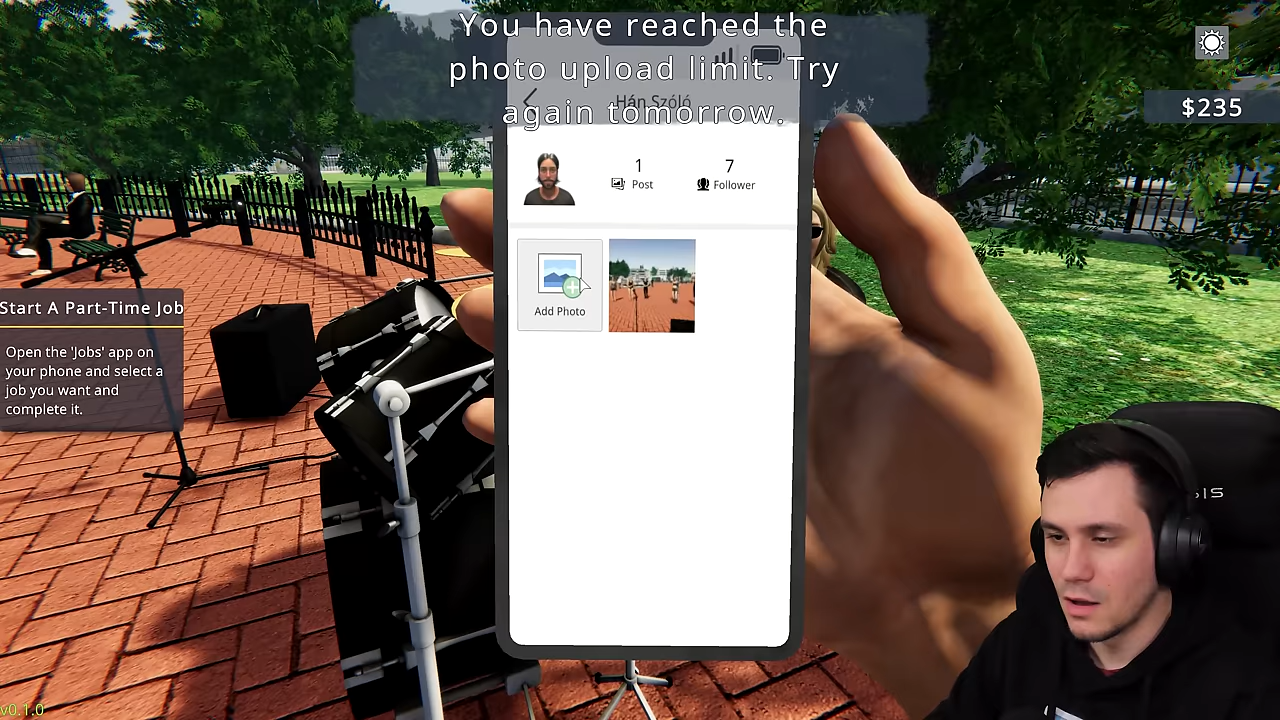 You have reached the
photo upload limit. Try
again tomorrow.
Hán Szóló
$235
1
Post
7
Follower
Add Photo
Start A Part-Time Job
Open the 'Jobs' app on
your phone and select a
job you want and
complete it.
v0.1.0